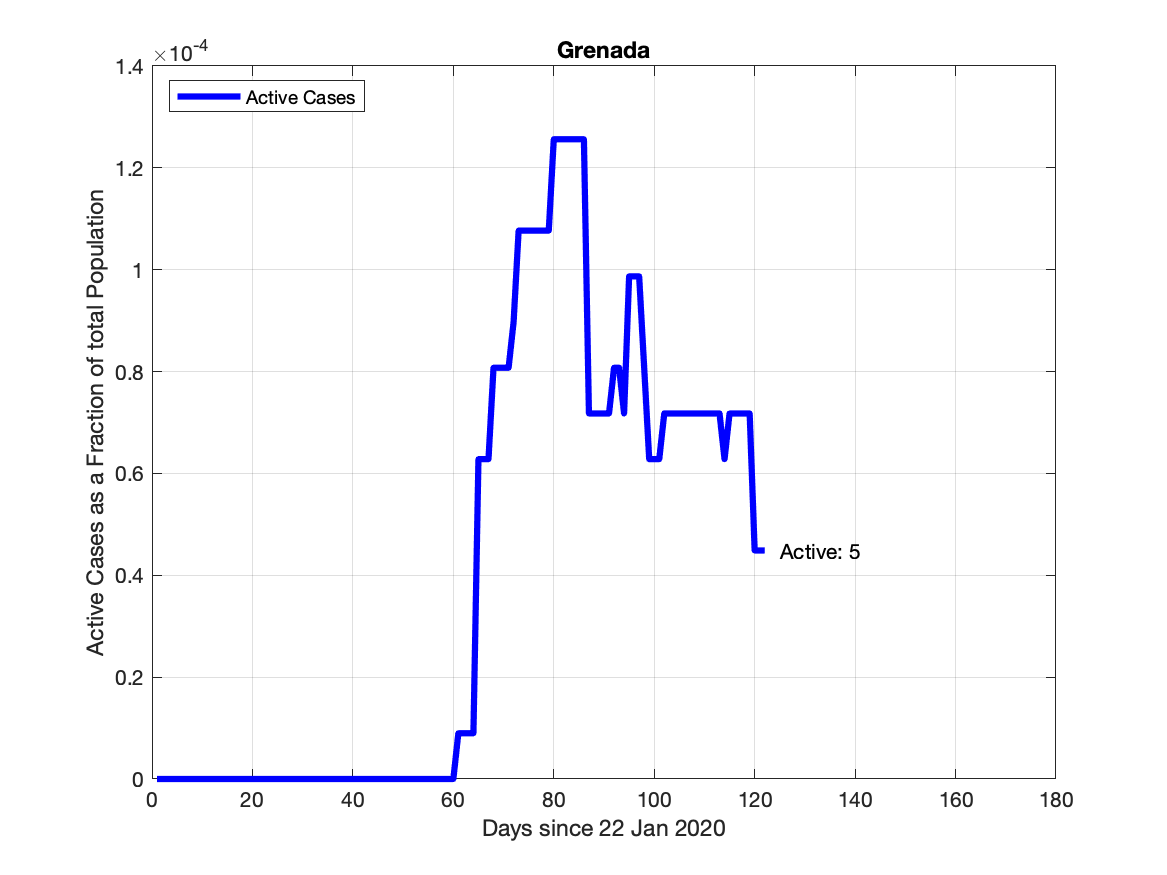 Grenada
×10-4
Active Cases
1.4
1.2
1
0.8
0.6
0.4
0.2
0
Active Cases as a Fraction of total Population
Active: 5
0 20 40 60 80 100 120 140 160 180
Days since 22 Jan 2020